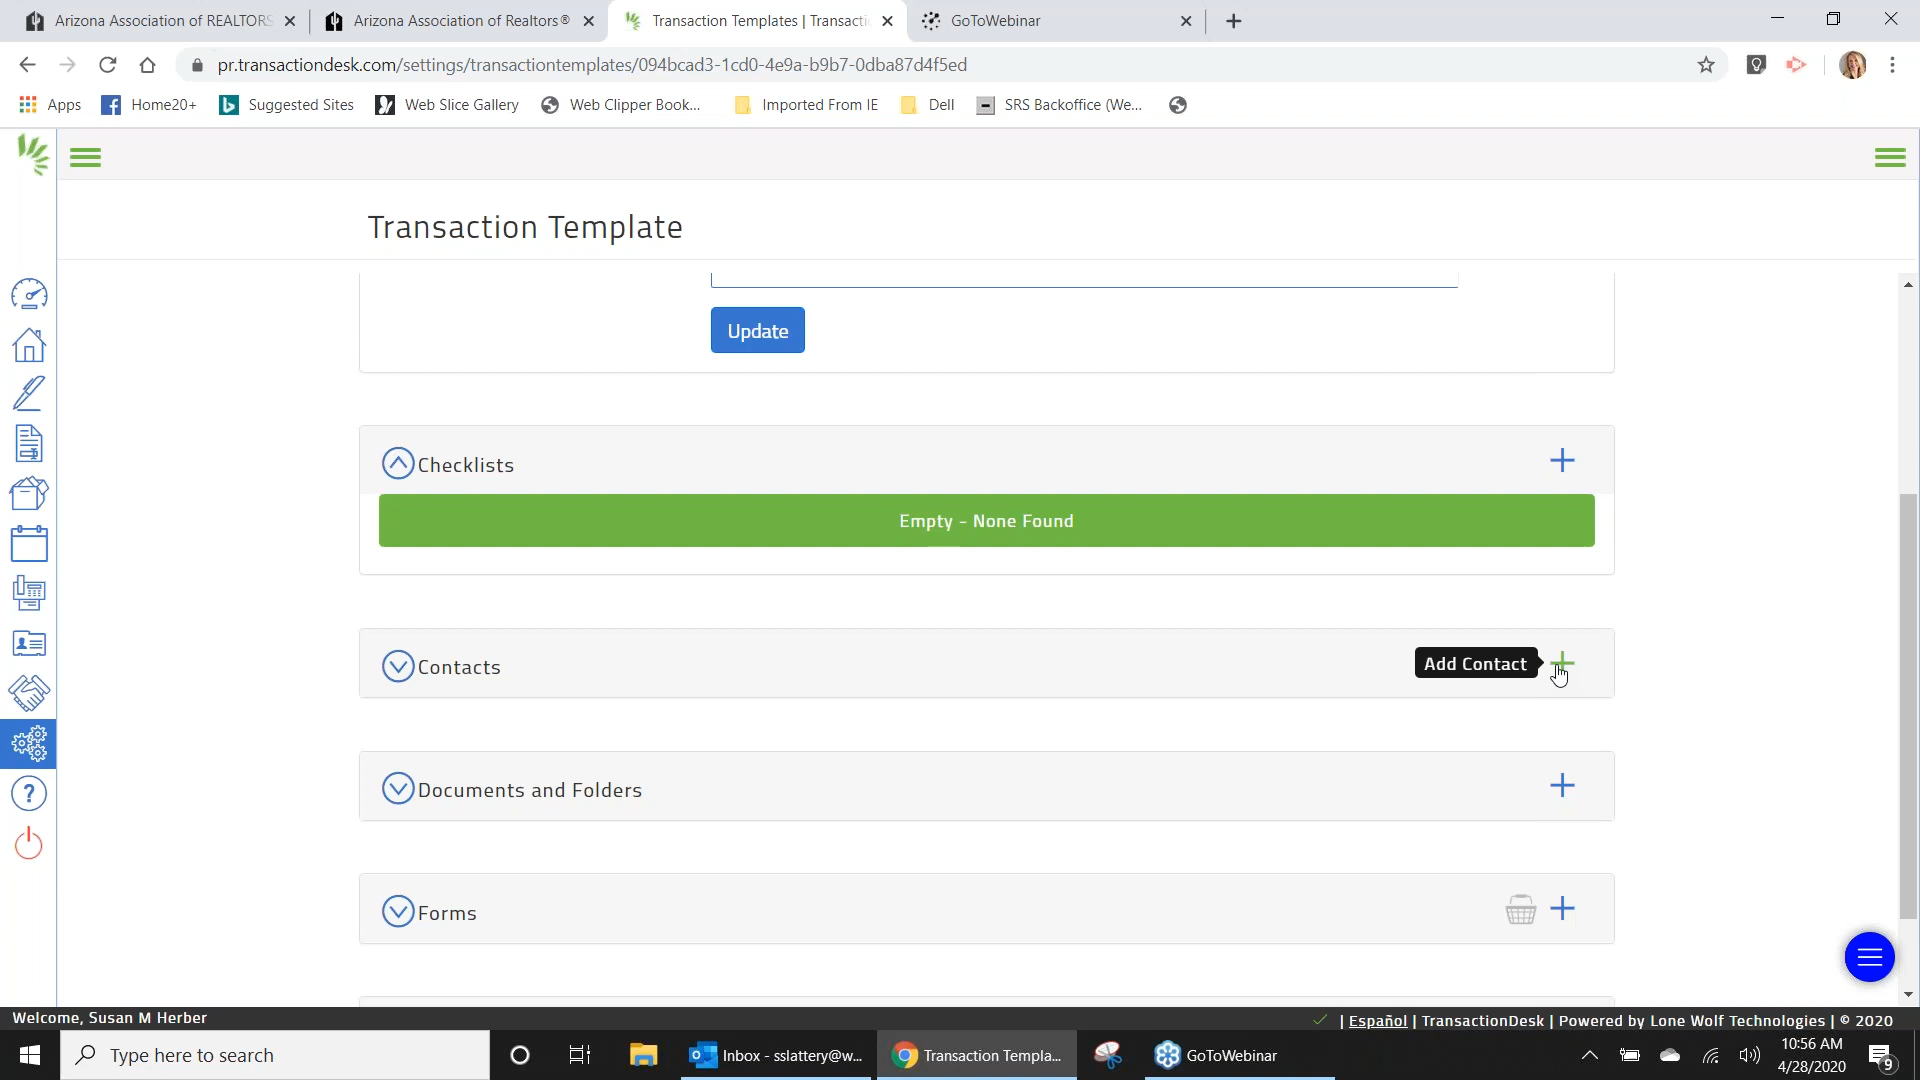 Arizona Association of REALTORS
Arizona Association of Realtors®
Transaction Templates | Transacti
GoToWebinar
pr.transactiondesk.com/settings/transactiontemplates/094bcad3-1cd0-4e9a-b9b7-0dba87d4f5ed
Apps
Home20+
Suggested Sites
Web Slice Gallery
Web Clipper Book...
Imported From IE
Dell
SRS Backoffice (We...
Transaction Template
Update
Checklists
Empty - None Found
Contacts
Add Contact
Documents and Folders
Forms
Welcome, Susan M Herber
| Español | TransactionDesk | Powered by Lone Wolf Technologies | © 2020
Type here to search
Inbox - sslattery@w...
Transaction Templa...
GoToWebinar
10:56 AM
4/28/2020
9